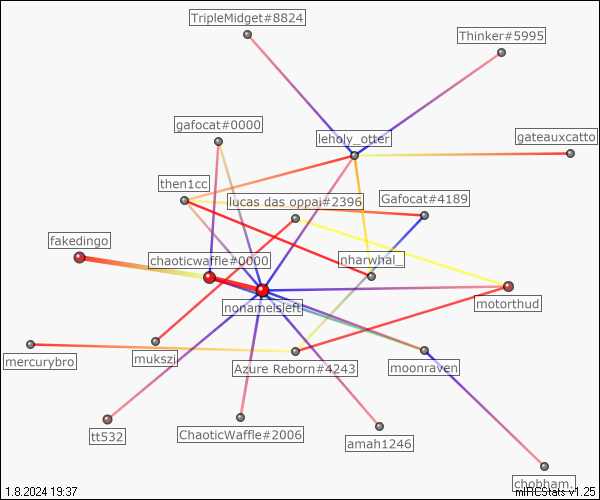 TripleMidget#8824
Thinker#5995
gafocat#0000
leholy_otter
gateauxcatto
then1cc
lucas das oppai#2396
Gafocat#4189
fakedingo
chaoticwaffle#0000
nharwhal_
nonameisleft
motorthud
mercurybro
mukszi
Azure Reborn#4243
moonraven
tt532
ChaoticWaffle#2006
amah1246
chobham.
1.8.2024 19:37
mIRCStats v1.25